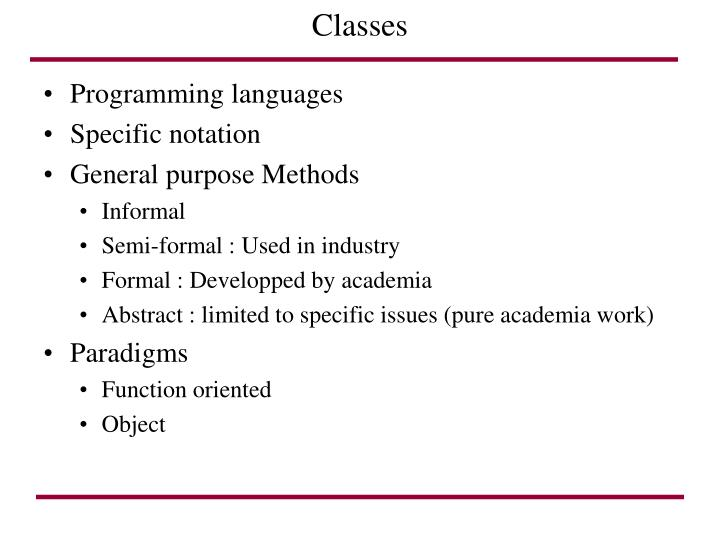 Classes
• Programming languages
• Specific notation
• General purpose Methods
• Informal
• Semi-formal : Used in industry
• Formal : Developped by academia
• Abstract : limited to specific issues (pure academia work)
• Paradigms
• Function oriented
• Object